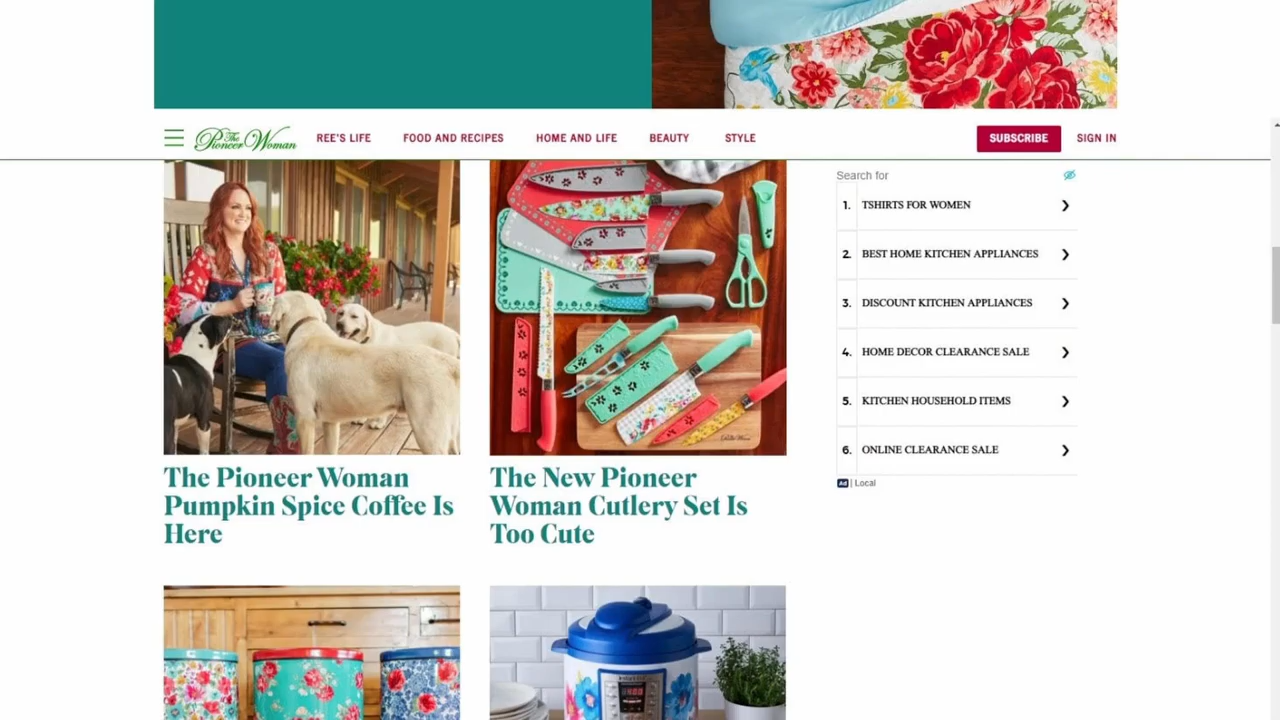 The
Pioneer Woman
REE'S LIFE
FOOD AND RECIPES
HOME AND LIFE
BEAUTY
STYLE
SUBSCRIBE
SIGN IN
The Pioneer Woman
Pumpkin Spice Coffee Is
Here
The New Pioneer
Woman Cutlery Set Is
Too Cute
Search for
1. TSHIRTS FOR WOMEN
2. BEST HOME KITCHEN APPLIANCES
3. DISCOUNT KITCHEN APPLIANCES
4. HOME DECOR CLEARANCE SALE
5. KITCHEN HOUSEHOLD ITEMS
6. ONLINE CLEARANCE SALE
Ad | Local